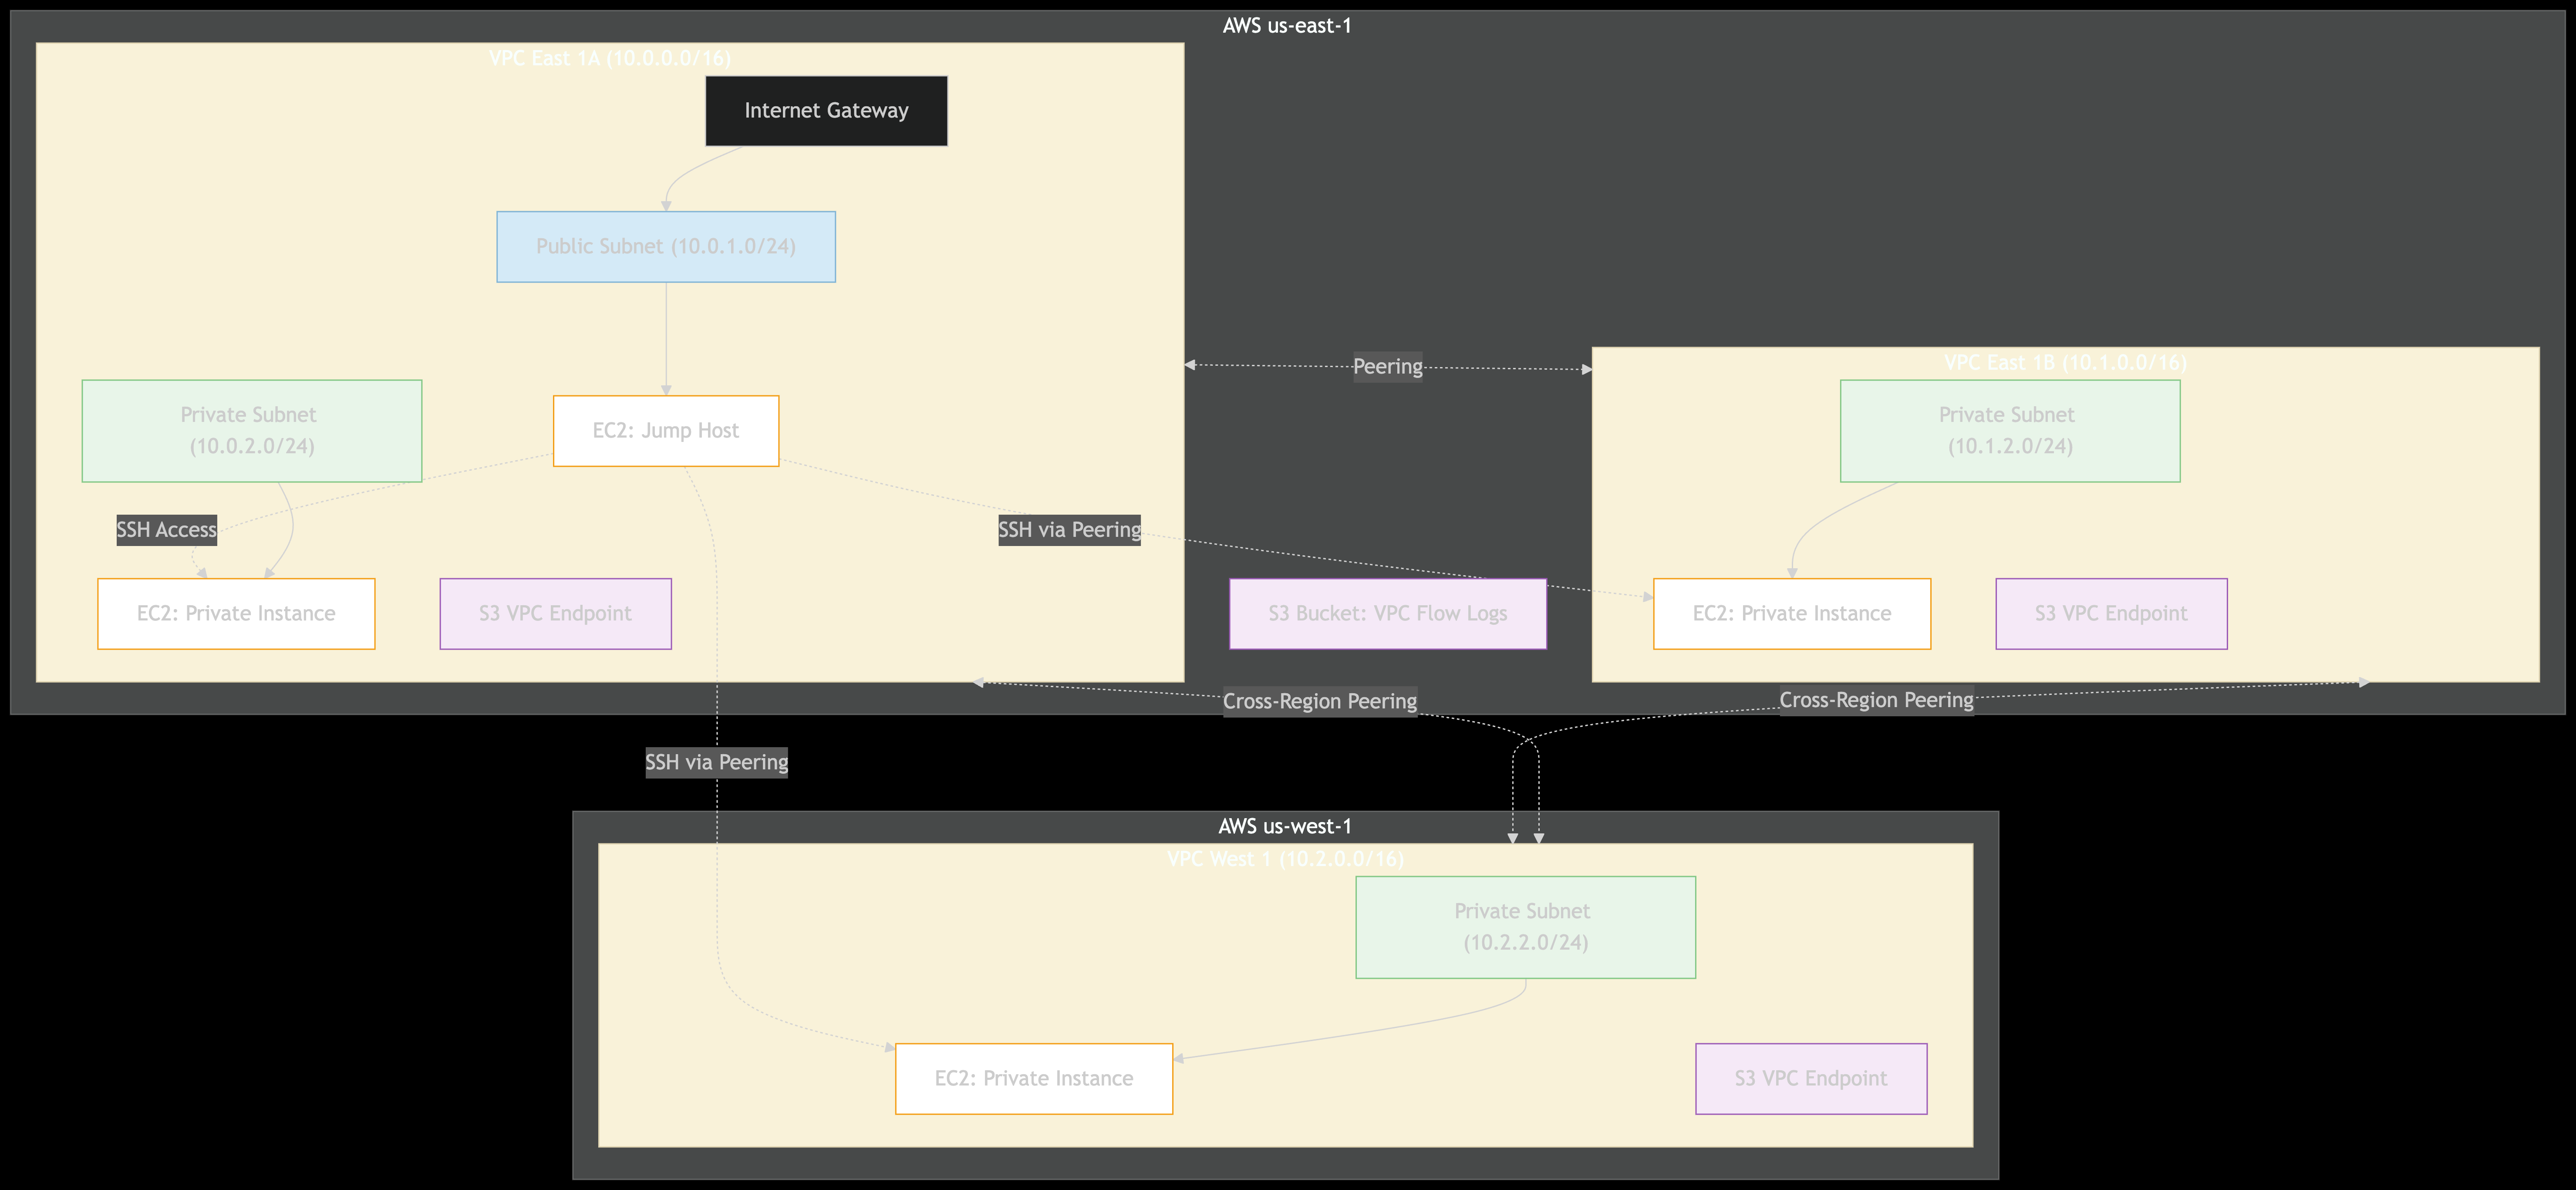 AWS us-east-1
VPC East 1A (10.0.0.0/16)
Internet Gateway
Public Subnet (10.0.1.0/24)
Private Subnet
(10.0.2.0/24)
EC2: Jump Host
SSH Access
SSH via Peering
EC2: Private Instance
S3 VPC Endpoint
Peering
S3 Bucket: VPC Flow Logs
VPC East 1B (10.1.0.0/16)
Private Subnet
(10.1.2.0/24)
EC2: Private Instance
S3 VPC Endpoint
Cross-Region Peering
Cross-Region Peering
SSH via Peering
AWS us-west-1
VPC West 1 (10.2.0.0/16)
Private Subnet
(10.2.2.0/24)
EC2: Private Instance
S3 VPC Endpoint